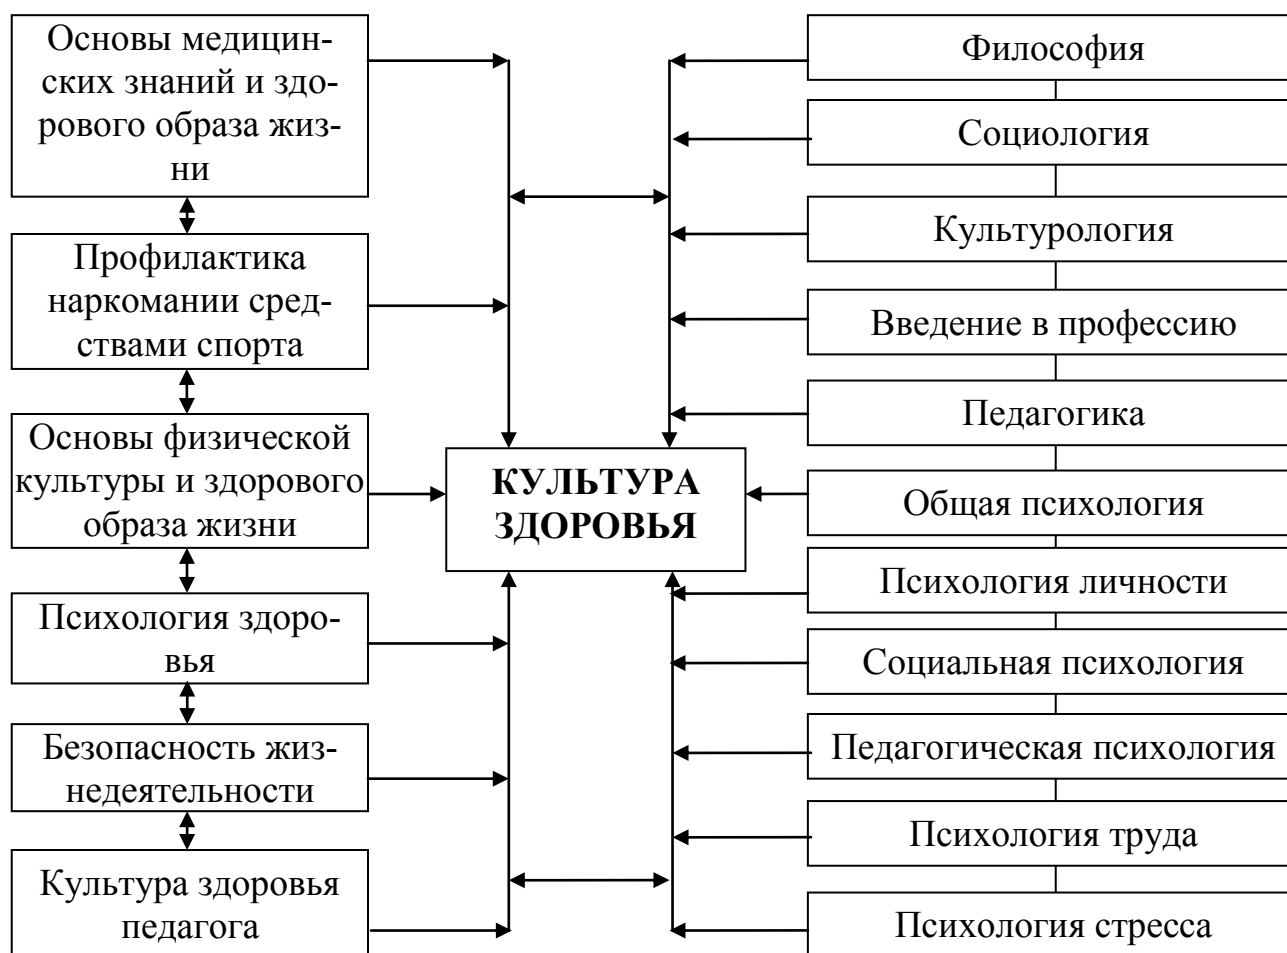 Основы медицин-
ских знаний и здо-
рового образа жиз-
ни
Профилактика
наркомании сред-
ствами спорта
Основы физической
культуры и здорового
образа жизни
Психология здоро-
вья
Безопасность жиз-
недеятельности
Культура здоровья
педагога
КУЛЬТУРА
ЗДОРОВЬЯ
Философия
Социология
Культурология
Введение в профессию
Педагогика
Общая психология
Психология личности
Социальная психология
Педагогическая психология
Психология труда
Психология стресса